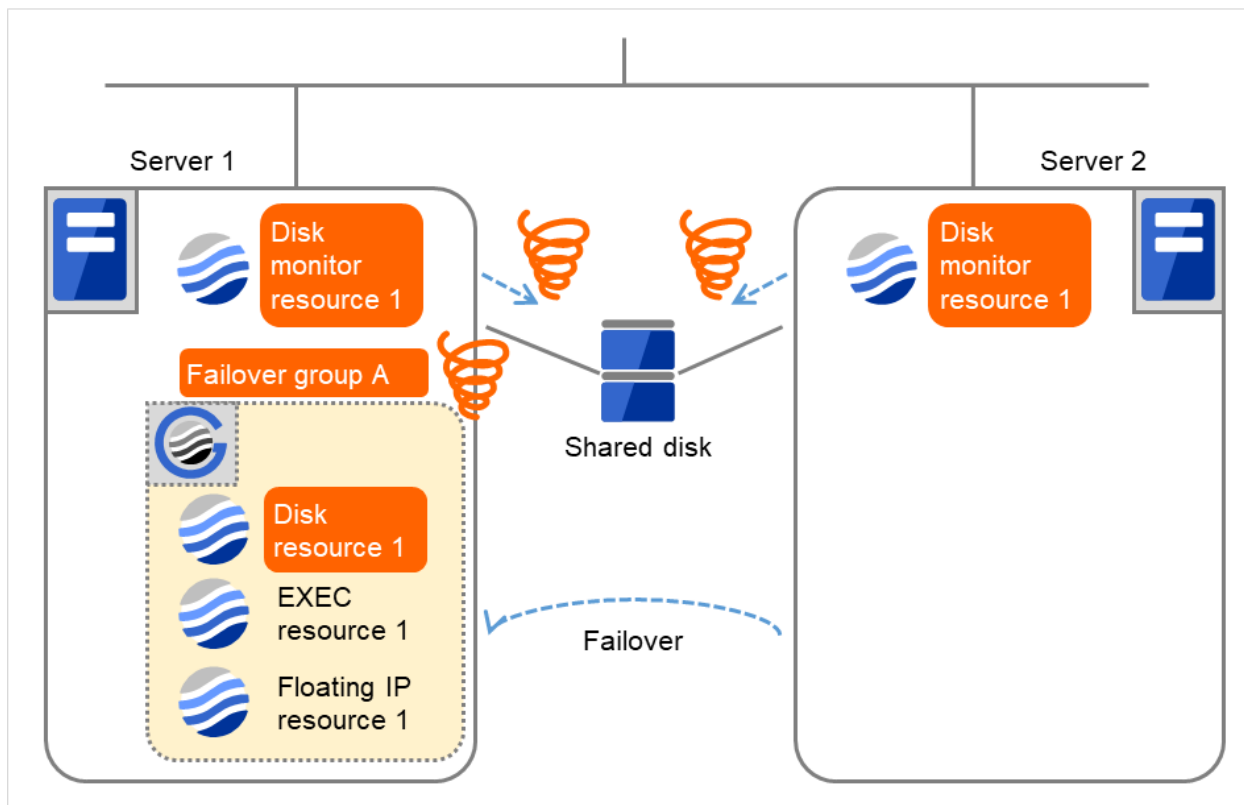 Server 1
Server 2
Disk
monitor
resource 1
Disk
monitor
resource 1
Failover group A
Shared disk
Disk
resource 1
EXEC
resource 1
Failover
Floating IP
resource 1